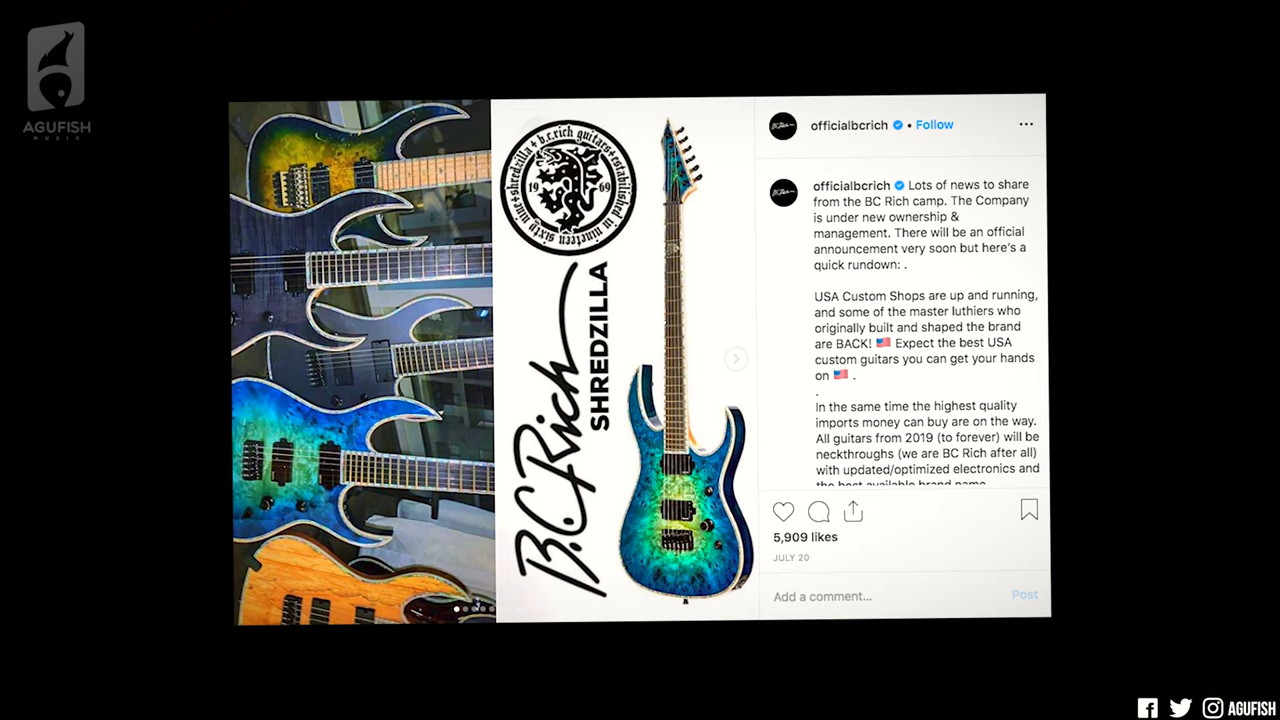 AGUFISH
MUSIC
b.c.rich guitars+established in nineteen sixty nine+shredzilla+
19 69
B.C.Rich
SHREDZILLA
officialbcrich • Follow
officialbcrich Lots of news to share
from the BC Rich camp. The Company
is under new ownership &
management. There will be an official
announcement very soon but here's a
quick rundown: .
USA Custom Shops are up and running,
and some of the master luthiers who
originally built and shaped the brand
are BACK! 🇺🇸 Expect the best USA
custom guitars you can get your hands
on 🇺🇸 .
.
In the same time the highest quality
imports money can buy are on the way.
All guitars from 2019 (to forever) will be
neckthroughs (we are BC Rich after all)
with updated/optimized electronics and
the best available brand name
5,909 likes
JULY 20
Add a comment... Post
AGUFISH